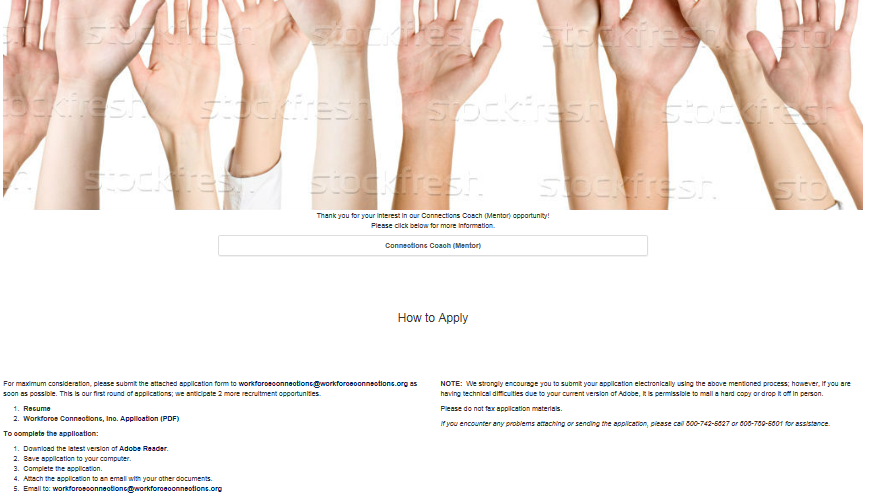 stockfresh
stockfresh
stockfresh
stockfresh
stockfresh
stockfresh
stockfresh
stockfresh
Thank you for your interest in our Connections Coach (Mentor) opportunity!
Please click below for more information.
Connections Coach (Mentor)
How to Apply
For maximum consideration, please submit the attached application form to workforceconnections@workforceconnections.org as
soon as possible. This is our first round of applications; we anticipate 2 more recruitment opportunities.
1. Resume
2. Workforce Connections, Inc. Application (PDF)
To complete the application:
1. Download the latest version of Adobe Reader.
2. Save application to your computer.
3. Complete the application.
4. Attach the application to an email with your other documents.
5. Email to: workforceconnections@workforceconnections.org
NOTE: We strongly encourage you to submit your application electronically using the above mentioned process; however, if you are
having technical difficulties due to your current version of Adobe, it is permissible to mail a hard copy or drop it off in person.
Please do not fax application materials.
If you encounter any problems attaching or sending the application, please call or for assistance.